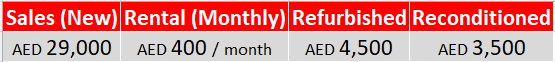 Sales (New) Rental (Monthly) Refurbished Reconditioned
AED 29,000 AED 400 / month AED 4,500 AED 3,500